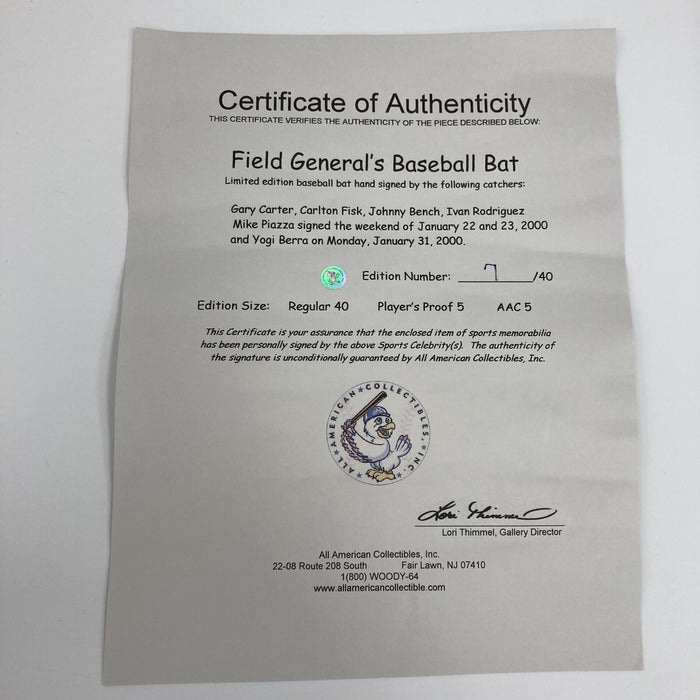 Certificate of Authenticity
THIS CERTIFICATE VERIFIES THE AUTHENTICITY OF THE PIECE DESCRIBED BELOW:
Field General's Baseball Bat
Limited edition baseball bat hand signed by the following catchers:
Gary Carter, Carlton Fisk, Johnny Bench, Ivan Rodriguez
Mike Piazza signed the weekend of January 22 and 23, 2000
and Yogi Berra on Monday, January 31, 2000.
Edition Number: 7 /40
Edition Size: Regular 40 Player's Proof 5 AAC 5
This Certificate is your assurance that the enclosed item of sports memorabilia
has been personally signed by the above Sports Celebrity(s). The authenticity of
the signature is unconditionally guaranteed by All American Collectibles, Inc.
ALL AMERICAN COLLECTIBLES, INC.
Lori Thimmel
Lori Thimmel, Gallery Director
All American Collectibles, Inc.
22-08 Route 208 South Fair Lawn, NJ 07410
1(800) WOODY-64
www.allamericancollectible.com